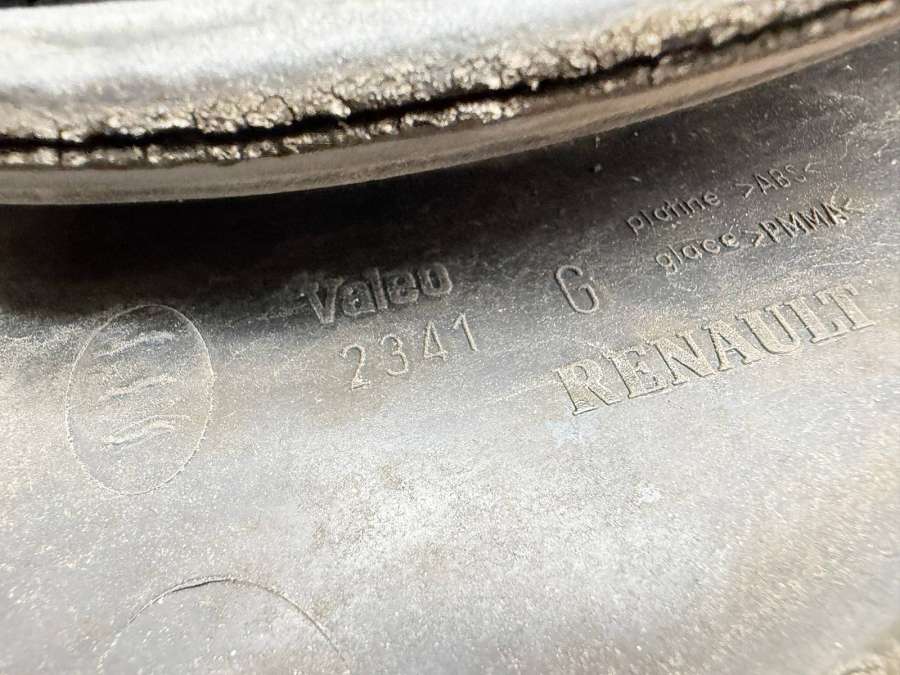 platine >ABS<
glace >PMMA<
Valeo G
2341
RENAULT